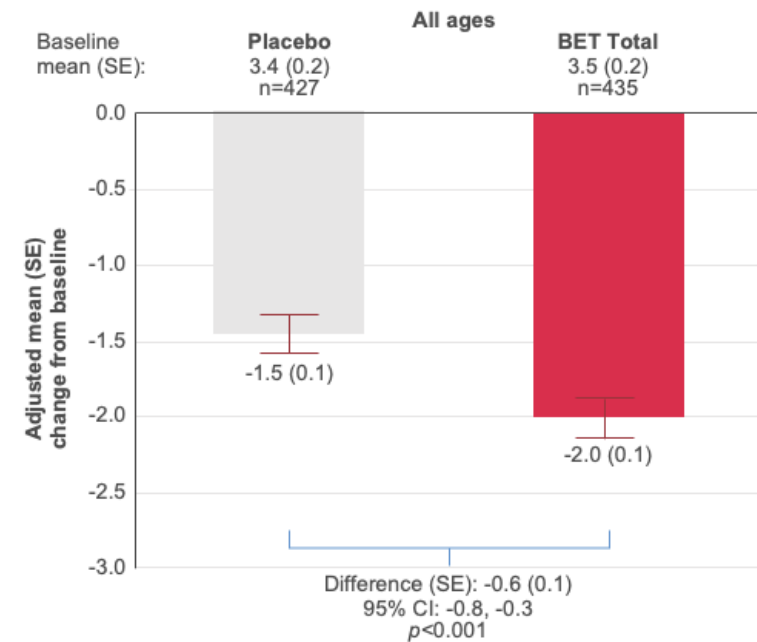 All ages
Baseline
mean (SE):
Placebo
3.4 (0.2)
n=427
BET Total
3.5 (0.2)
n=435
Adjusted mean (SE)
change from baseline
0.0
-0.5
-1.0
-1.5
-2.0
-2.5
-3.0
-1.5 (0.1)
-2.0 (0.1)
Difference (SE): -0.6 (0.1)
95% CI: -0.8, -0.3
p<0.001